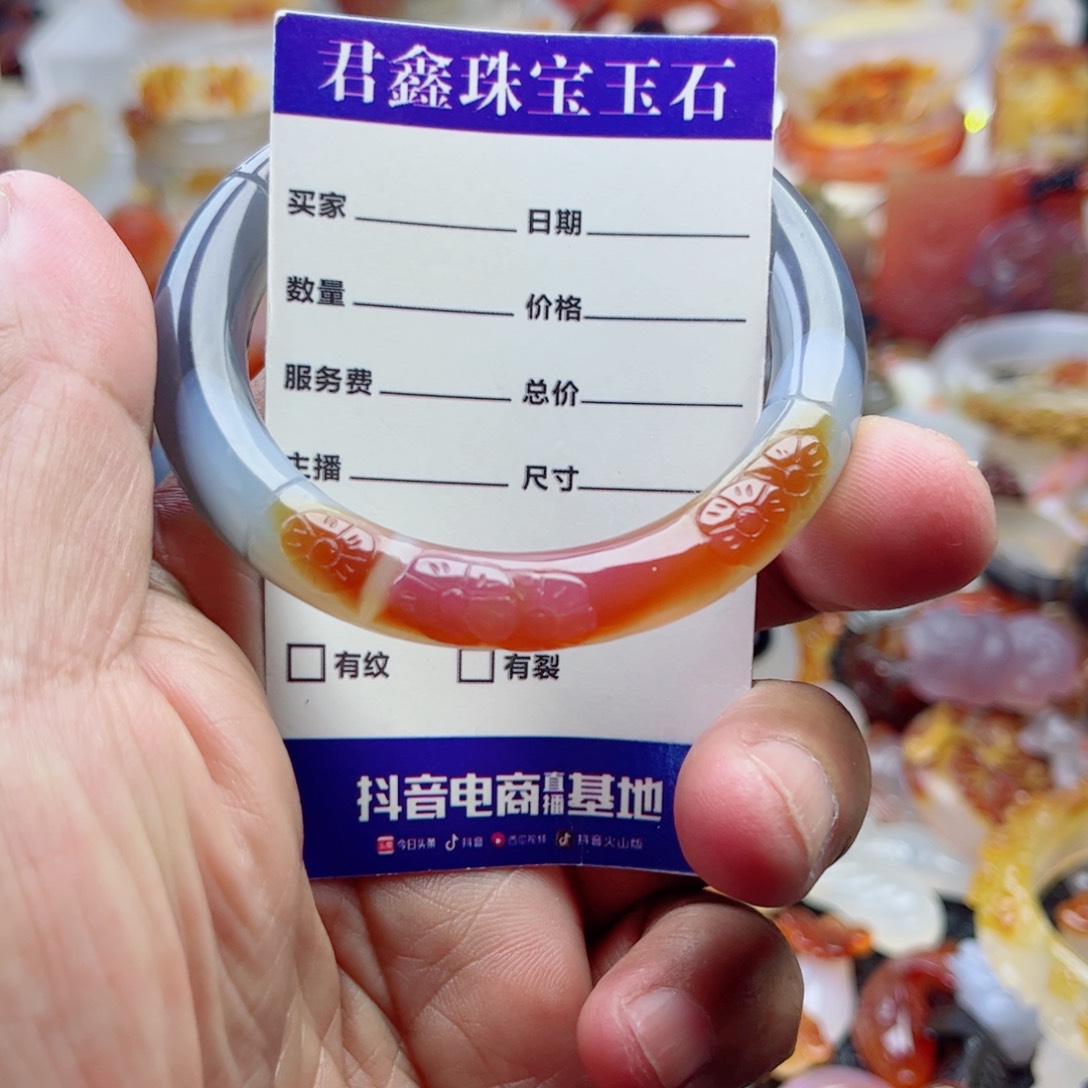 君鑫珠宝玉石
买家 日期
数量 价格
服务费 总价
主播 尺寸
有纹 有裂
抖音电商直播基地
今日头条 抖音 西瓜视频 抖音火山版